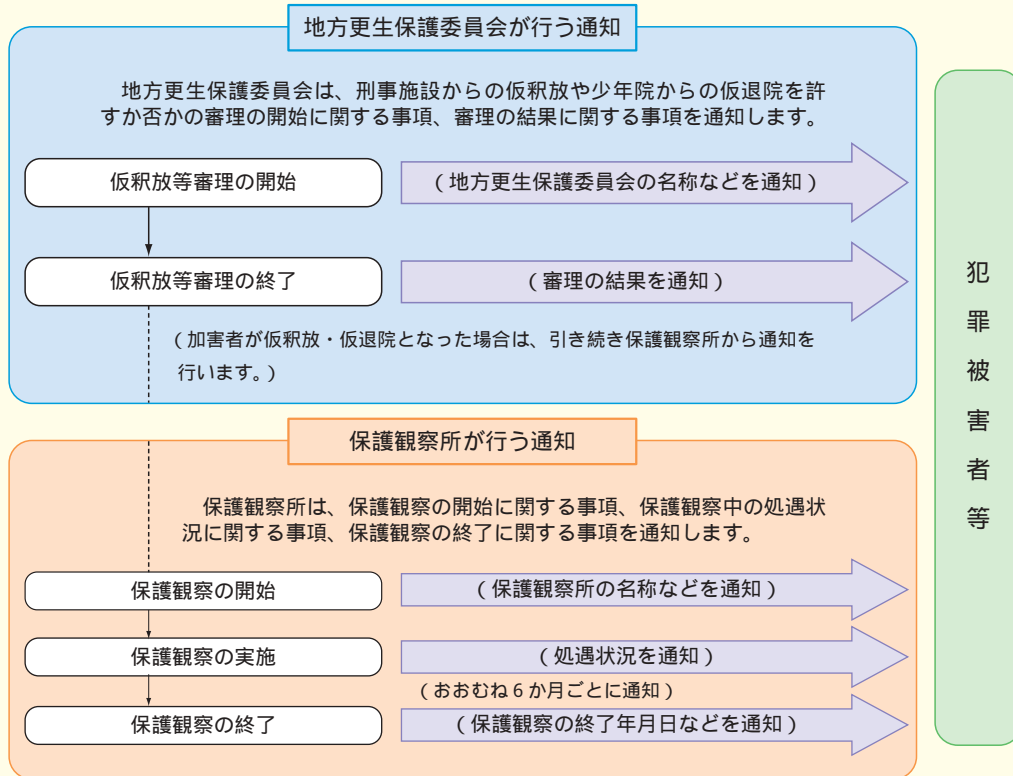 地方更生保護委員会が行う通知
地方更生保護委員会は、刑事施設からの仮釈放や少年院からの仮退院を許
すか否かの審理の開始に関する事項、審理の結果に関する事項を通知します。
仮釈放等審理の開始
(地方更生保護委員会の名称などを通知)
仮釈放等審理の終了
(審理の結果を通知)
(加害者が仮釈放・仮退院となった場合は、引き続き保護観察所から通知を
行います。)
保護観察所が行う通知
保護観察所は、保護観察の開始に関する事項、保護観察中の処遇状
況に関する事項、保護観察の終了に関する事項を通知します。
保護観察の開始
(保護観察所の名称などを通知)
保護観察の実施
(処遇状況を通知)
(おおむね6か月ごとに通知)
保護観察の終了
(保護観察の終了年月日などを通知)
犯罪被害者等